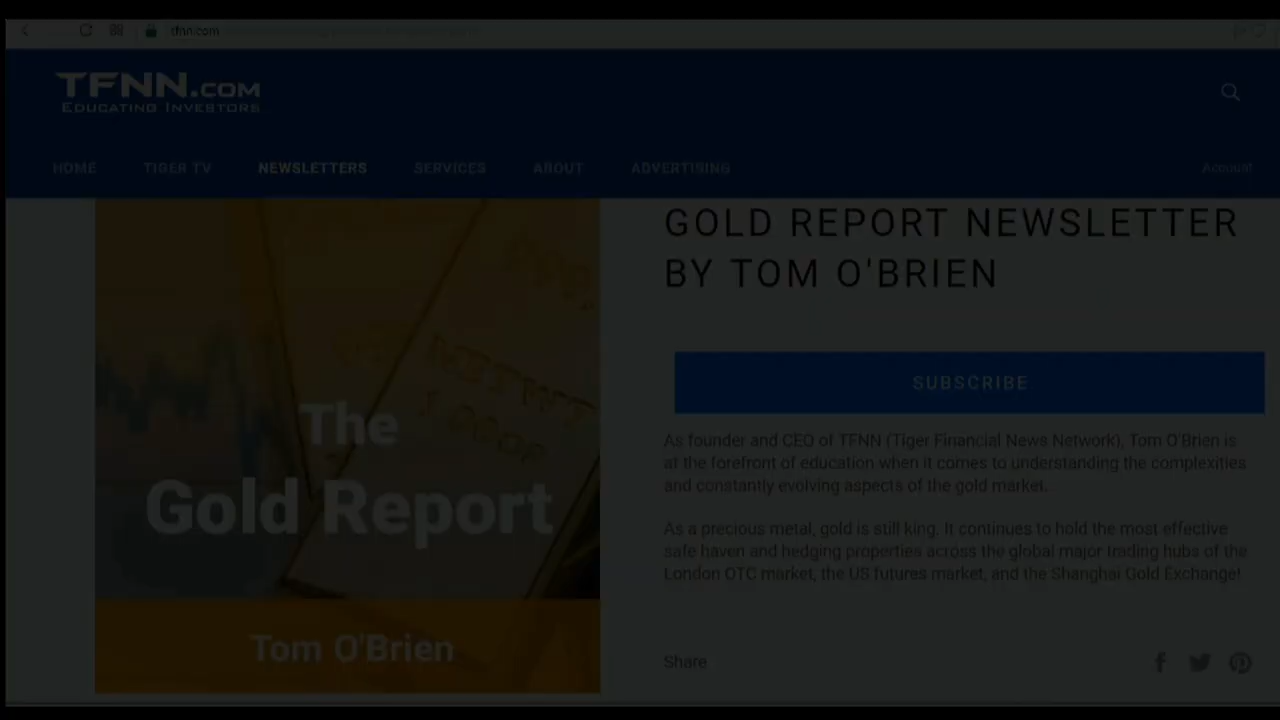 tfnn.com
TFNN.COM
EDUCATING INVESTORS
HOME TIGER TV NEWSLETTERS SERVICES ABOUT ADVERTISING Account
GOLD REPORT NEWSLETTER
BY TOM O'BRIEN
The
Gold Report
Tom O'Brien
SUBSCRIBE
As founder and CEO of TFNN (Tiger Financial News Network), Tom O'Brien is
at the forefront of education when it comes to understanding the complexities
and constantly evolving aspects of the gold market.
As a precious metal, gold is still king. It continues to hold the most effective
safe haven and hedging properties across the global major trading hubs of the
London OTC market, the US futures market, and the Shanghai Gold Exchange!
Share